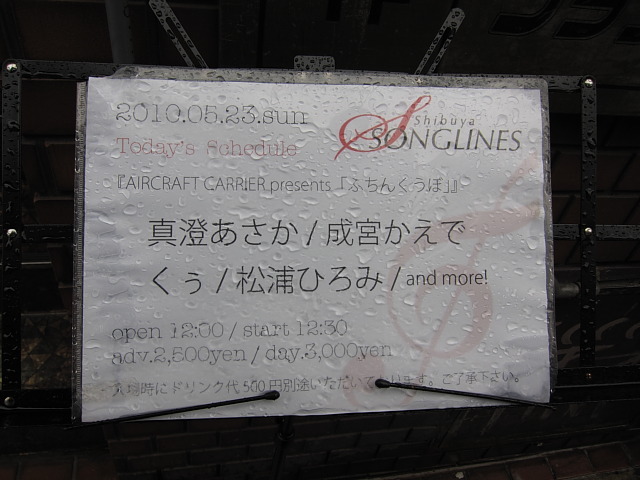 2010.05.23.sun
Shibuya
SONGLINES
Today's Schedule
『AIRCRAFT CARRIER presents「ふちんくうぼ」』
真澄あさか / 成宮かえで
くぅ / 松浦ひろみ / and more!
open 12:00 / start 12:30
adv.2,500yen / day.3,000yen
入場時にドリンク代500円別途いただいております。ご了承下さい。